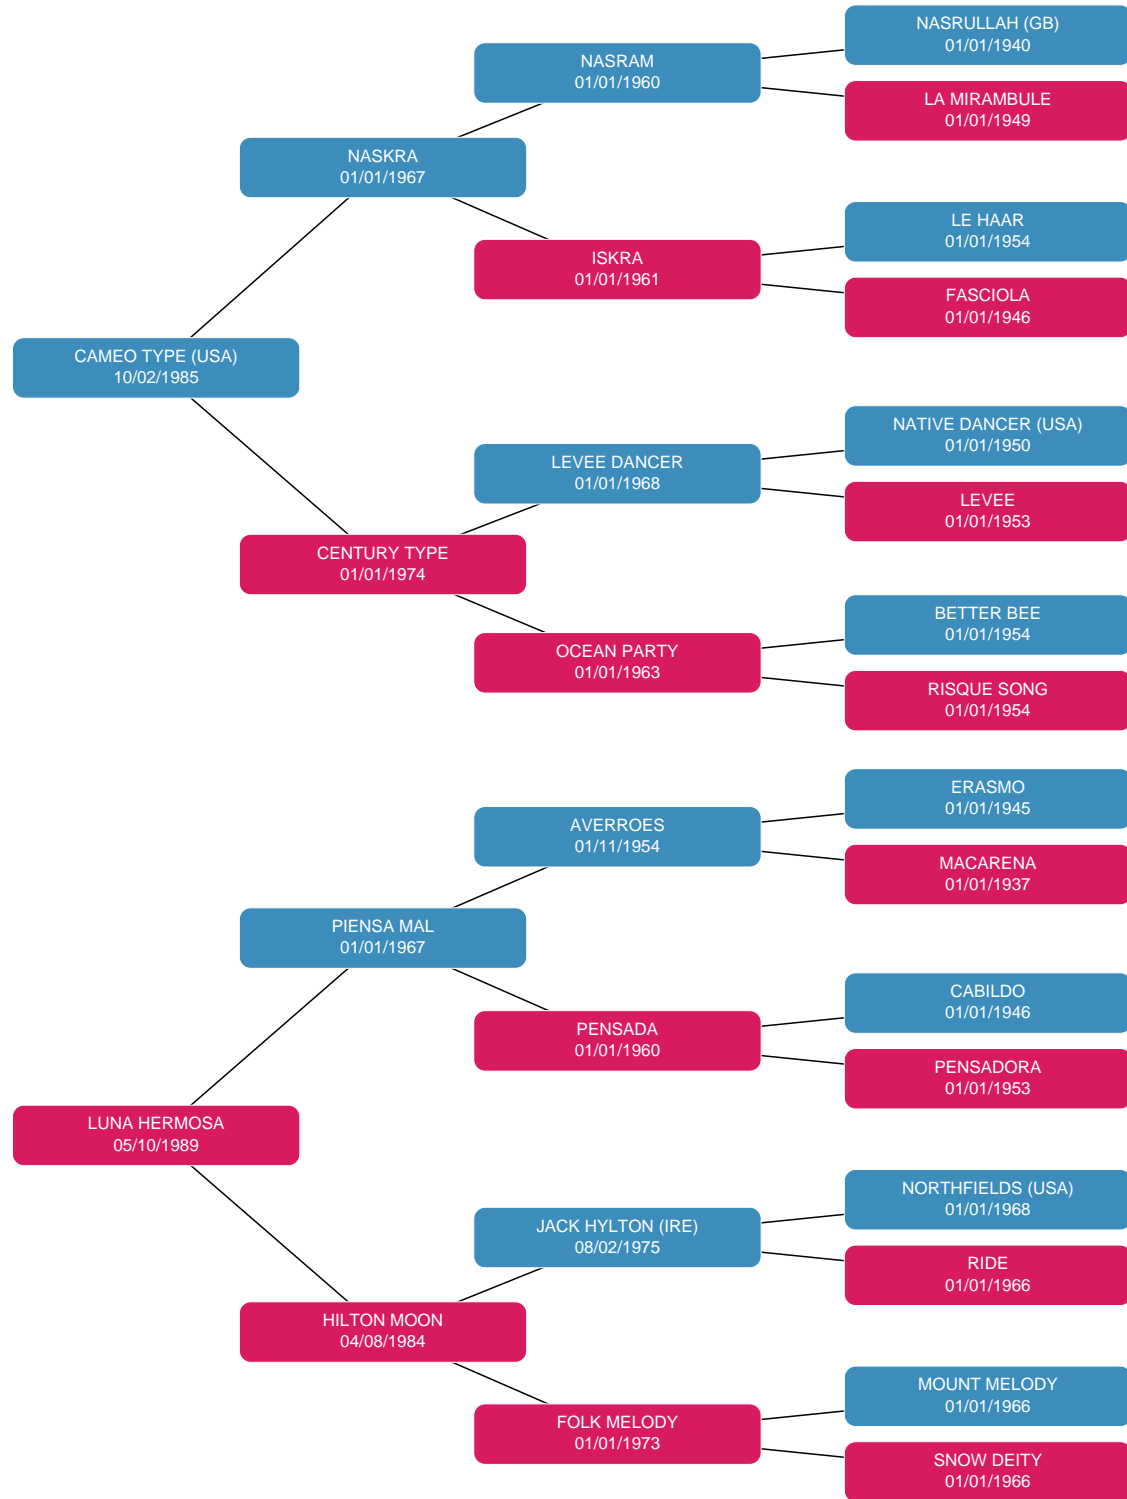 NASRULLAH (GB)
01/01/1940
NASRAM
01/01/1960
LA MIRAMBULE
01/01/1949
NASKRA
01/01/1967
LE HAAR
01/01/1954
ISKRA
01/01/1961
FASCIOLA
01/01/1946
CAMEO TYPE (USA)
10/02/1985
NATIVE DANCER (USA)
01/01/1950
LEVEE DANCER
01/01/1968
LEVEE
01/01/1953
CENTURY TYPE
01/01/1974
BETTER BEE
01/01/1954
OCEAN PARTY
01/01/1963
RISQUE SONG
01/01/1954
ERASMO
01/01/1945
AVERROES
01/11/1954
MACARENA
01/01/1937
PIENSA MAL
01/01/1967
CABILDO
01/01/1946
PENSADA
01/01/1960
PENSADORA
01/01/1953
LUNA HERMOSA
05/10/1989
NORTHFIELDS (USA)
01/01/1968
JACK HYLTON (IRE)
08/02/1975
RIDE
01/01/1966
HILTON MOON
04/08/1984
MOUNT MELODY
01/01/1966
FOLK MELODY
01/01/1973
SNOW DEITY
01/01/1966